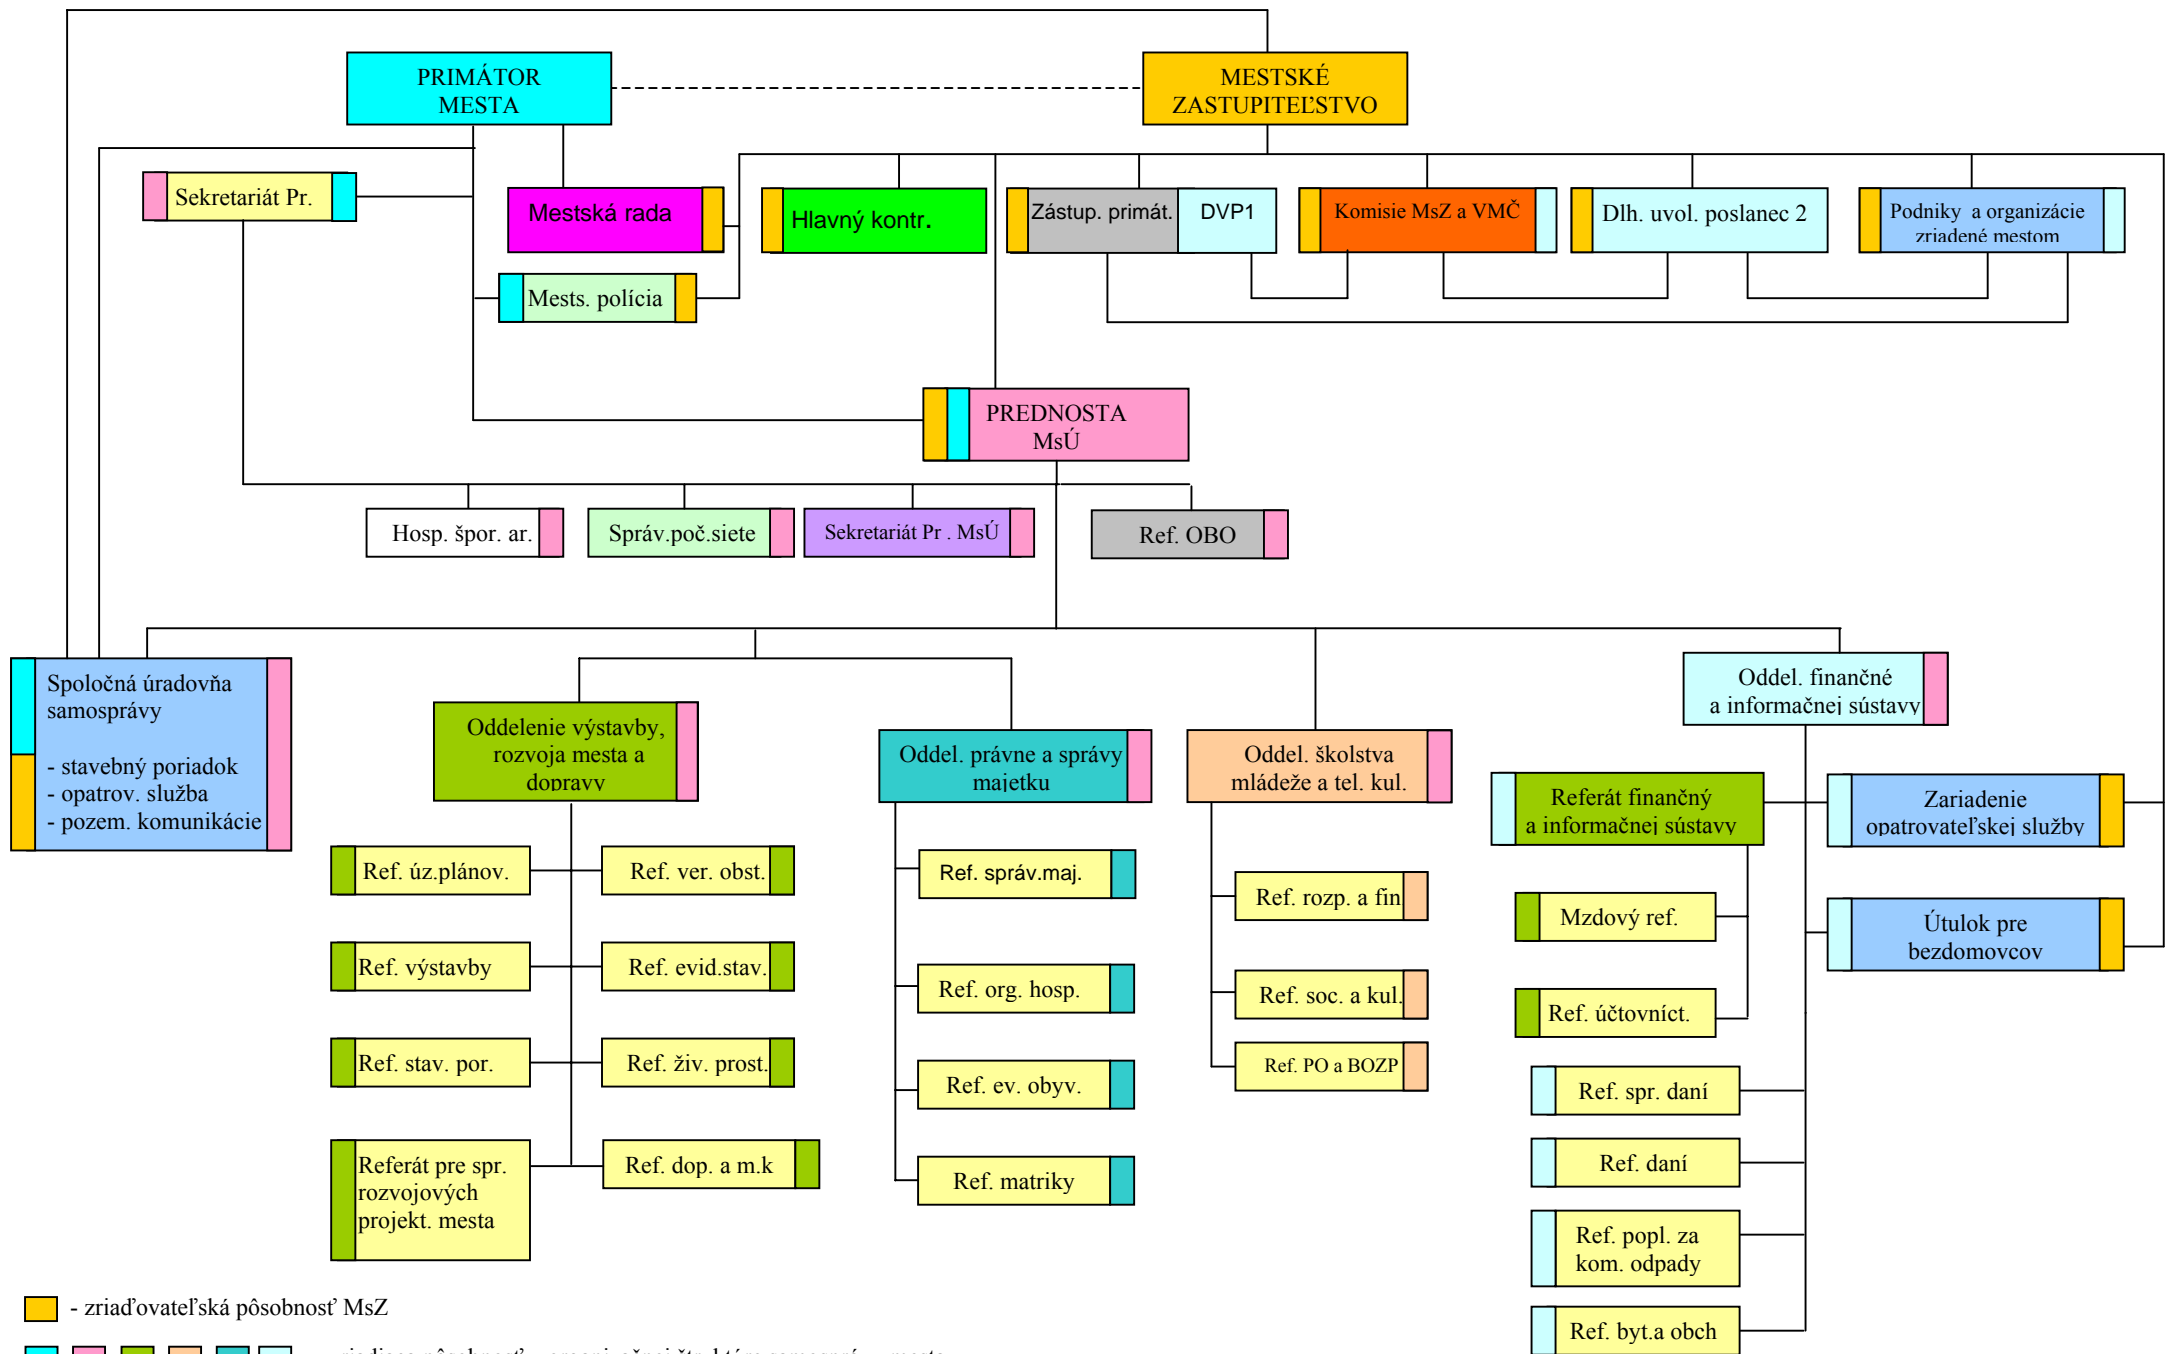 PRIMÁTOR
MESTA
MESTSKÉ
ZASTUPITEĽSTVO
Sekretariát Pr.
Mestská rada
Hlavný kontr.
Zástup. primát.
DVP1
Komisie MsZ a VMČ
Dlh. uvol. poslanec 2
Podniky a organizácie
zriadené mestom
Mests. polícia
PREDNOSTA
MsÚ
Hosp. špor. ar.
Správ.poč.siete
Sekretariát Pr . MsÚ
Ref. OBO
Spoločná úradovňa
samosprávy
- stavebný poriadok
- opatrov. služba
- pozem. komunikácie
Oddelenie výstavby,
rozvoja mesta a
dopravy
Oddel. právne a správy
majetku
Oddel. školstva
mládeže a tel. kul.
Oddel. finančné
a informačnej sústavy
Referát finančný
a informačnej sústavy
Zariadenie
opatrovateľskej služby
Ref. úz.plánov.
Ref. ver. obst.
Ref. správ.maj.
Ref. rozp. a fin.
Mzdový ref.
Útulok pre
bezdomovcov
Ref. výstavby
Ref. evid.stav.
Ref. org. hosp.
Ref. soc. a kul.
Ref. účtovníct.
Ref. stav. por.
Ref. živ. prost.
Ref. ev. obyv.
Ref. PO a BOZP
Ref. spr. daní
Referát pre spr.
rozvojových
projekt. mesta
Ref. dop. a m.k
Ref. matriky
Ref. daní
Ref. popl. za
kom. odpady
Ref. byt.a obch
- zriaďovateľská pôsobnosť MsZ